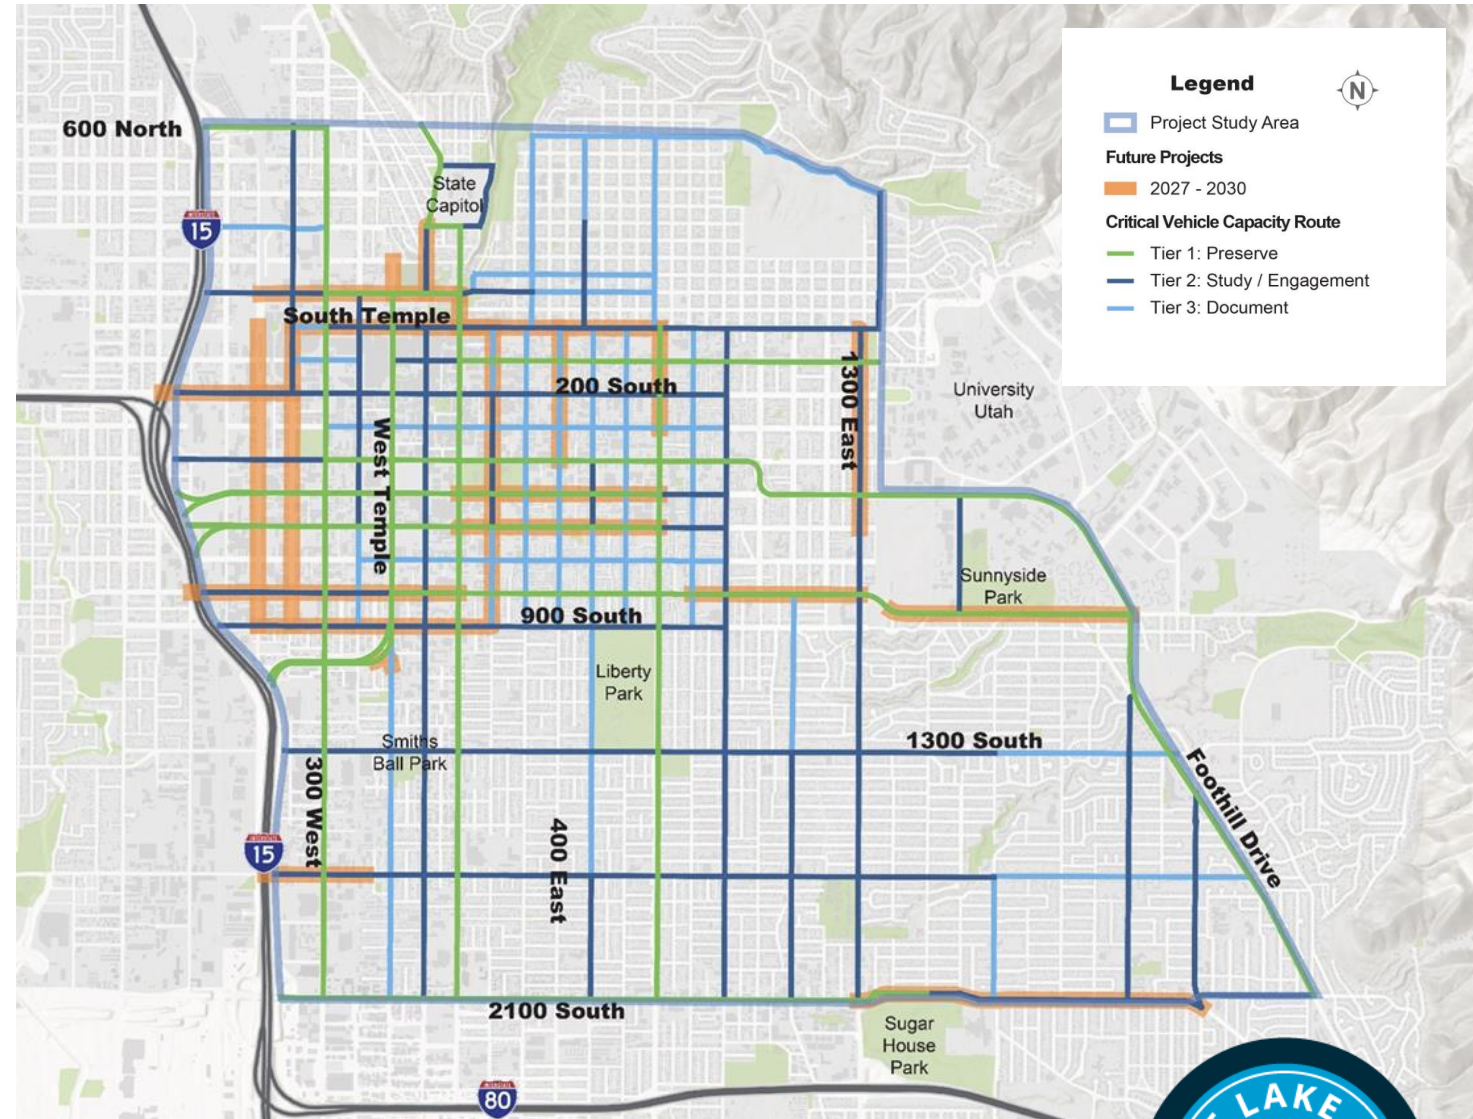 Legend
N
Project Study Area
Future Projects
2027 - 2030
Critical Vehicle Capacity Route
Tier 1: Preserve
Tier 2: Study / Engagement
Tier 3: Document
600 North
State
Capitol
15
South Temple
200 South
1300 East
University
Utah
West Temple
Sunnyside
Park
900 South
Liberty
Park
1300 South
Smiths
Ball Park
300 West
Foothill Drive
400 East
15
2100 South
Sugar
House
Park
80
LAKE